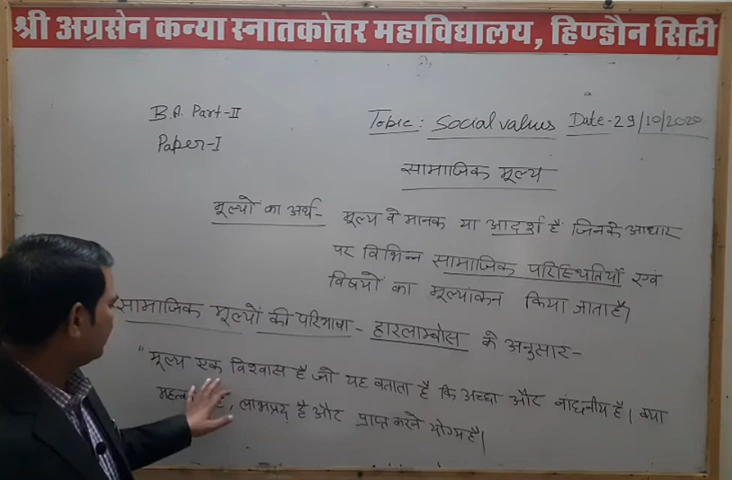 श्री अग्रसेन कन्या स्नातकोत्तर महाविद्यालय, हिण्डौन सिटी
B.A. Part-II
Paper-I
Topic: Social values Date-29/10/2020
सामाजिक मूल्य
मूल्यों का अर्थ- मूल्य वे मानक या आदर्श हैं जिनके आधार
पर विभिन्न सामाजिक परिस्थितियों एवं
विषयों का मूल्यांकन किया जाता है।
सामाजिक मूल्यों की परिभाषा- हारलाम्बोस के अनुसार-
"मूल्य एक विश्वास है जो यह बताता है कि अच्छा और वांछनीय है। क्या
है, लाभप्रद है और प्राप्त करने योग्य है।